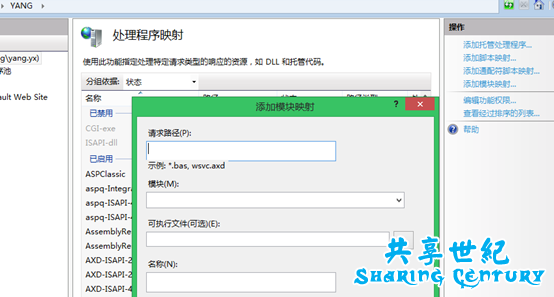 YANG
g\yang.yx)
序池
ault Web Site
处理程序映射
使用此功能指定处理特定请求类型的响应的资源，如 DLL 和托管代码。
分组依据: 状态
名称
已禁用
CGI-exe
ISAPI-dll
已启用
ASPClassic
aspq-Integra
aspq-ISAPI-4
aspq-ISAPI-4
AssemblyRe
AssemblyRe
AXD-ISAPI-2
AXD-ISAPI-2
AXD-ISAPI-4
添加模块映射
?
×
请求路径(P):
示例: *.bas, wsvc.axd
模块(M):
可执行文件(可选)(E):
名称(N):
操作
添加托管处理程序...
添加脚本映射...
添加通配符脚本映射...
添加模块映射...
编辑功能权限...
查看经过排序的列表...
帮助
共享世纪
Sharing Century